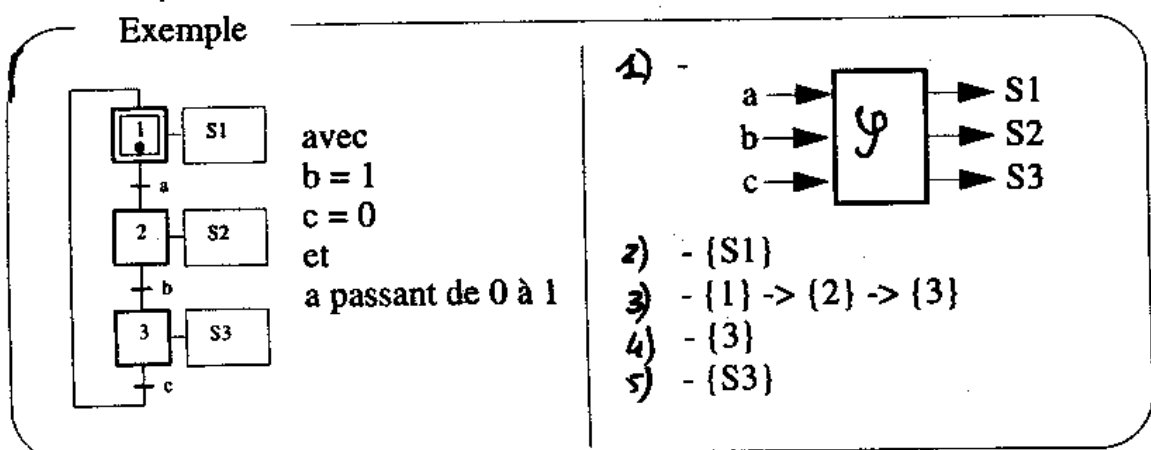 Exemple
1
S1
a
2
S2
b
3
S3
c
avec
b = 1
c = 0
et
a passant de 0 à 1
1) -
a
b
c
φ
S1
S2
S3
2) - {S1}
3) - {1} -> {2} -> {3}
4) - {3}
5) - {S3}